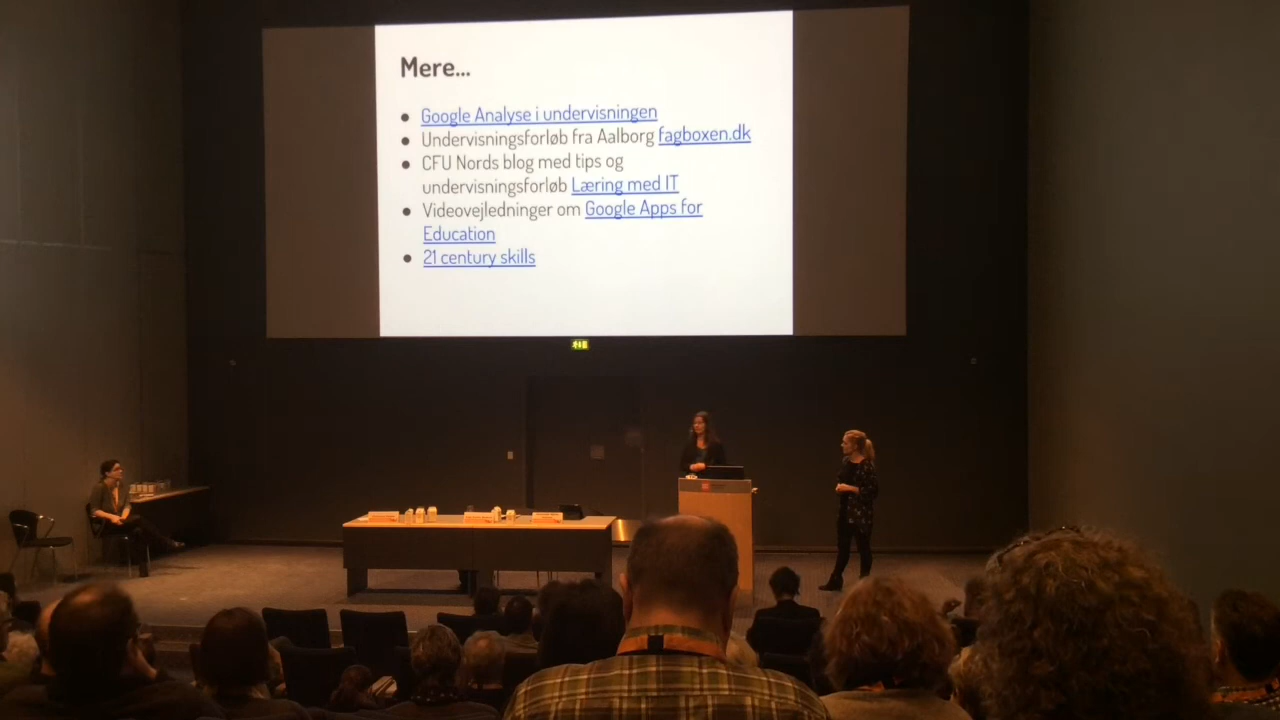 Mere...
● Google Analyse i undervisningen
● Undervisningsforløb fra Aalborg fagboxen.dk
● CFU Nords blog med tips og
undervisningsforløb Læring med IT
● Videovejledninger om Google Apps for
Education
● 21 century skills